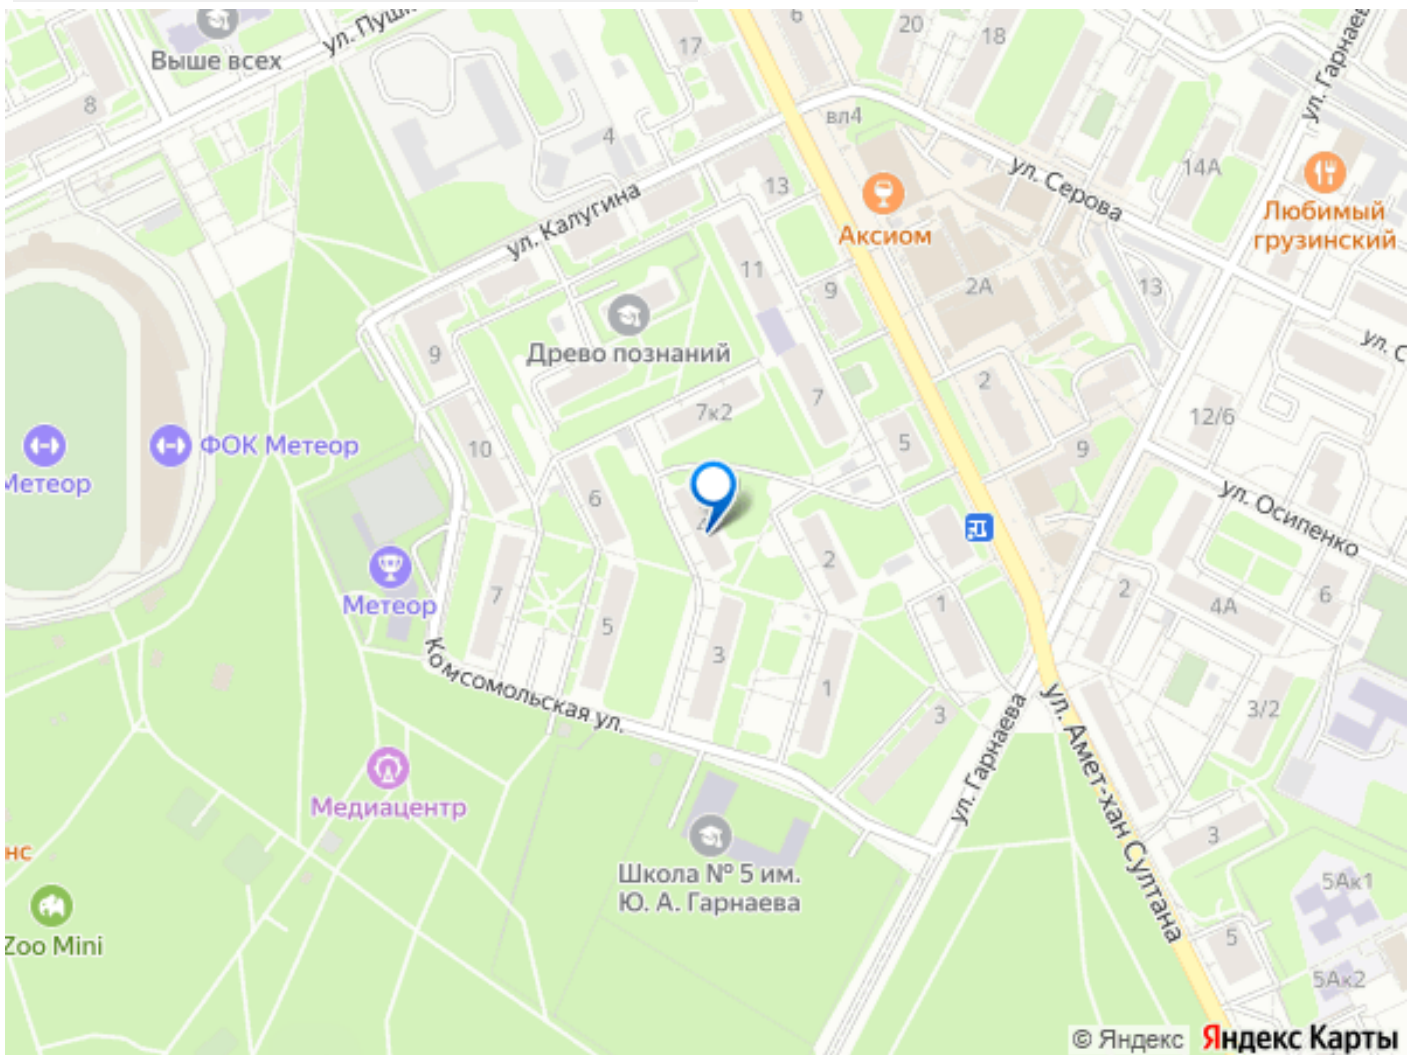 ул. Пушк
Выше всех
8
17
6
20
18
ул. Гарнаев
вл4
4
13
ул. Калугина
ул. Серова
14А
Аксиом
Любимый
грузинский
11
9
2А
13
Древо познаний
9
7к2
7
2
ул. С
12/6
10
5
9
Метеор
ФОК Метеор
6
ул. Осипенко
2
Метеор
7
5
3
1
2
4А
6
1
Комсомольская ул.
3
ул. Гарнаева
ул. Амет-хан Султана
3/2
Медиацентр
Школа № 5 им.
Ю. А. Гарнаева
3
5Ак1
нс
Zoo Mini
5
5Ак2
© Яндекс Яндекс Карты